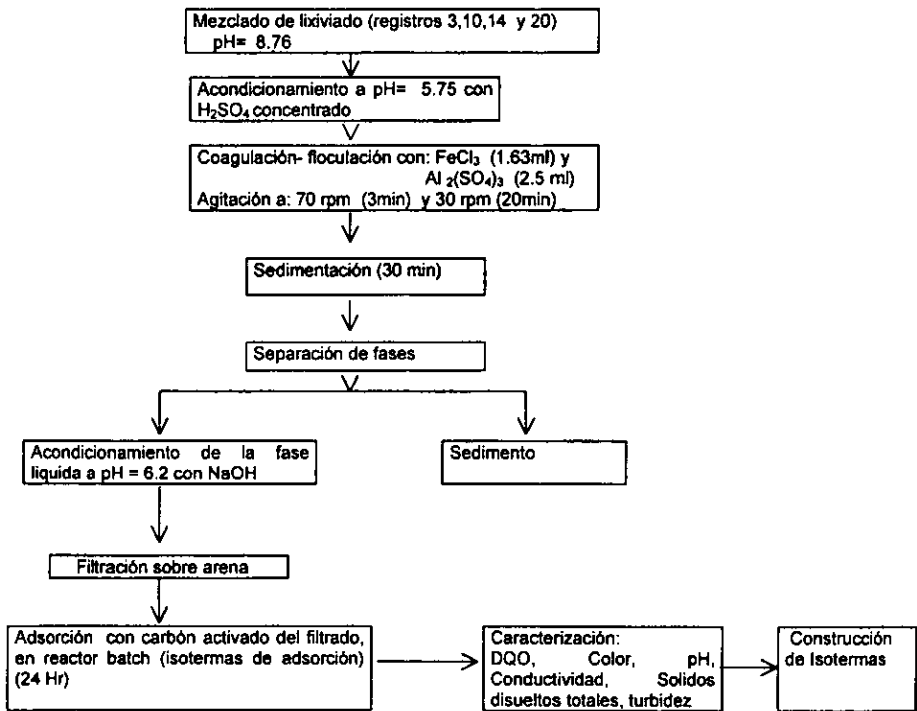 Mezclado de lixiviado (registros 3,10,14 y 20)
pH= 8.76
Acondicionamiento a pH= 5.75 con
H₂SO₄ concentrado
Coagulación- floculación con: FeCl₃ (1.63ml) y
Al ₂(SO₄)₃ (2.5 ml)
Agitación a: 70 rpm (3min) y 30 rpm (20min)
Sedimentación (30 min)
Separación de fases
Acondicionamiento de la fase
liquida a pH = 6.2 con NaOH
Sedimento
Filtración sobre arena
Adsorción con carbón activado del filtrado,
en reactor batch (isotermas de adsorción)
(24 Hr)
Caracterización:
DQO, Color, pH,
Conductividad, Solidos
disueltos totales, turbidez
Construcción
de Isotermas